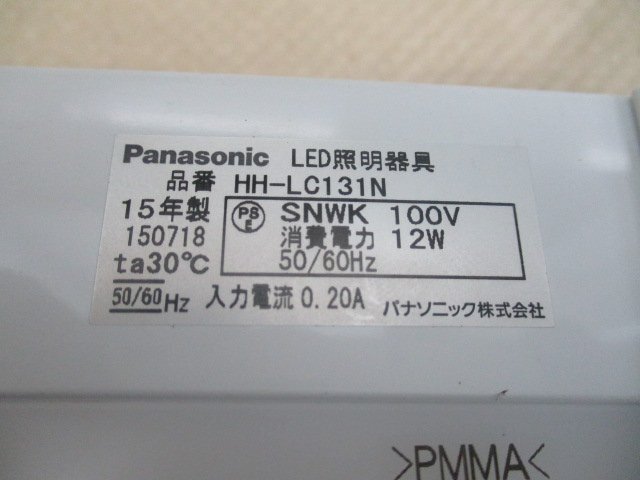 Panasonic LED照明器具
品番 HH-LC131N
15年製 PSE SNWK 100V
150718 消費電力 12W
ta30℃ 50/60Hz
50/60Hz 入力電流0.20A パナソニック株式会社
>PMMA<